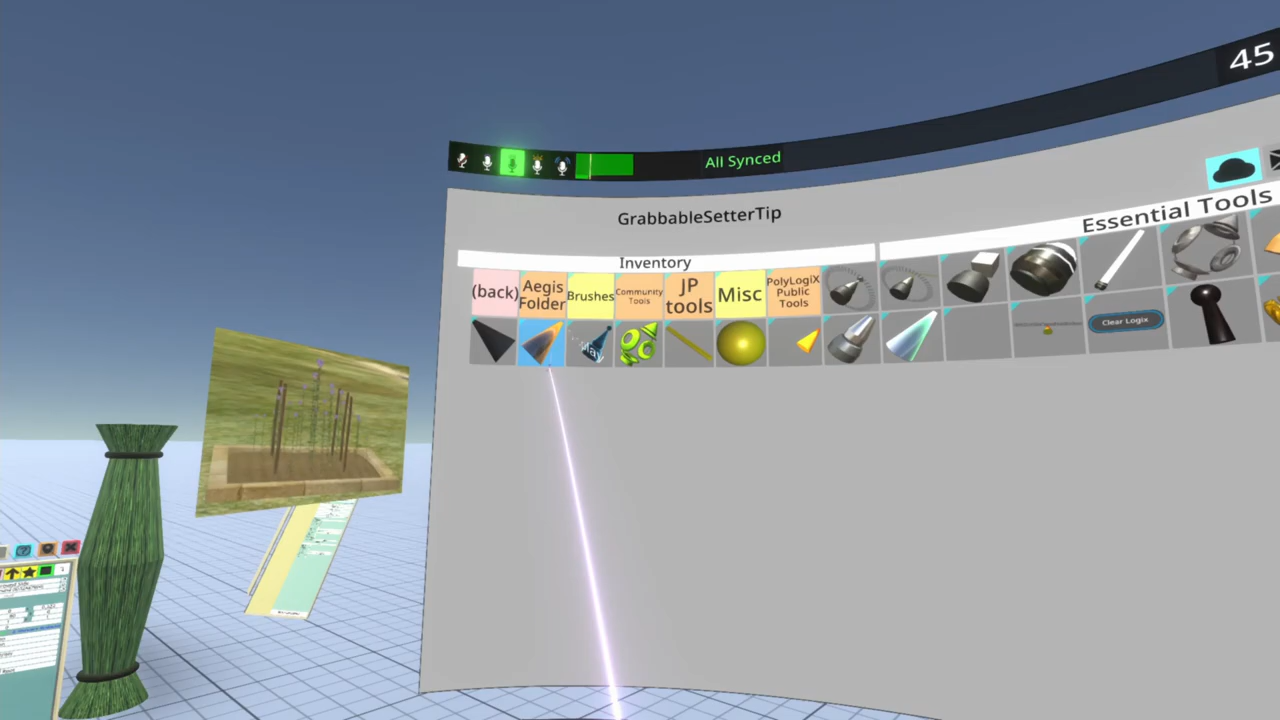 45
All Synced
GrabbableSetterTip
Essential Tools
Inventory
(back)
Aegis
Folder
Brushes
Community
Tools
JP
tools
Misc
PolyLogiX
Public
Tools
May
Clear Logix